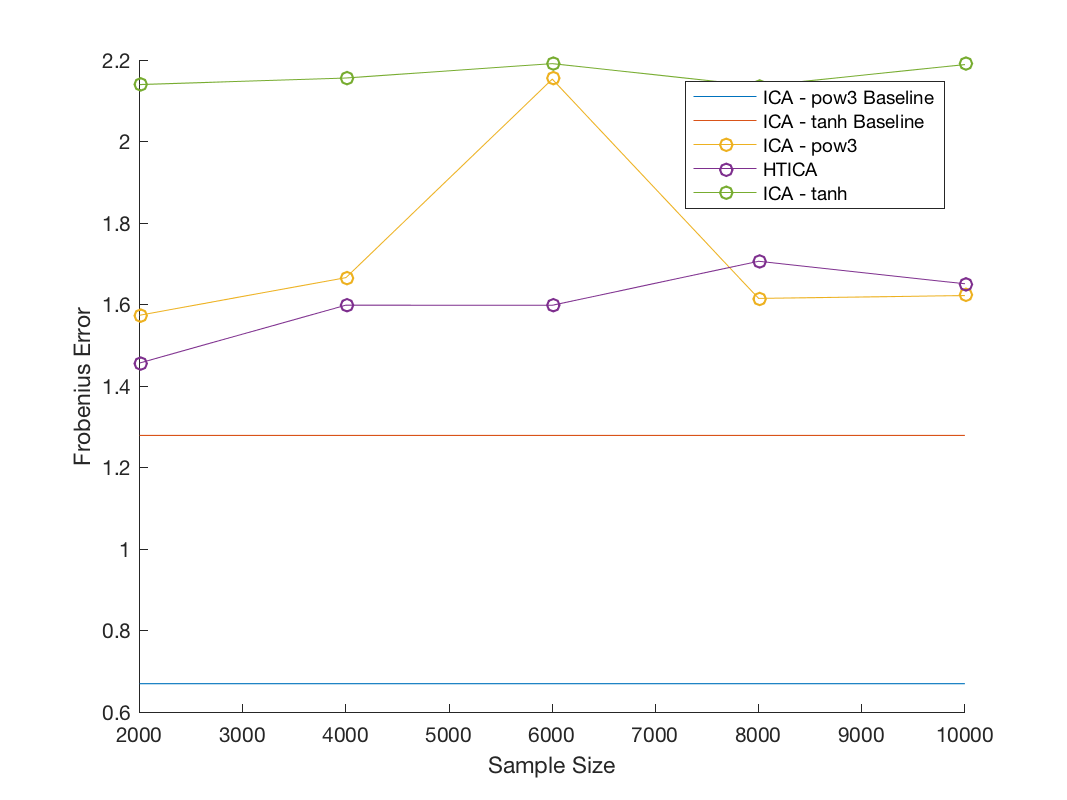 2.2
2
1.8
1.6
1.4
1.2
1
0.8
0.6
Frobenius Error
ICA - pow3 Baseline
ICA - tanh Baseline
ICA - pow3
HTICA
ICA - tanh
2000 3000 4000 5000 6000 7000 8000 9000 10000
Sample Size